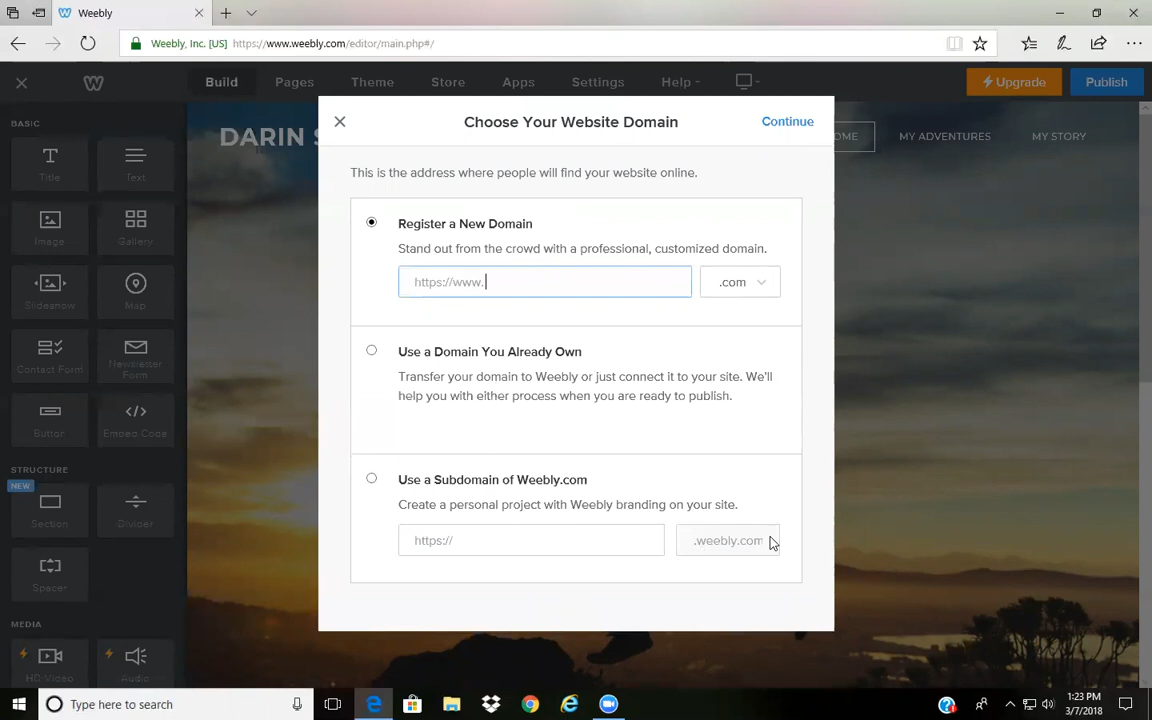 Weebly
Weebly, Inc. [US] https://www.weebly.com/editor/main.php#/
Build Pages Theme Store Apps Settings Help Upgrade Publish
DARIN S
HOME MY ADVENTURES MY STORY
BASIC
Title Text
Image Gallery
Slideshow Map
Contact Form Newsletter Form
Button Embed Code
STRUCTURE
NEW
Section Divider
Spacer
MEDIA
HD Video Audio
Choose Your Website Domain Continue
This is the address where people will find your website online.
Register a New Domain
Stand out from the crowd with a professional, customized domain.
https://www. .com
Use a Domain You Already Own
Transfer your domain to Weebly or just connect it to your site. We'll
help you with either process when you are ready to publish.
Use a Subdomain of Weebly.com
Create a personal project with Weebly branding on your site.
https:// .weebly.com
Type here to search
1:23 PM
3/7/2018